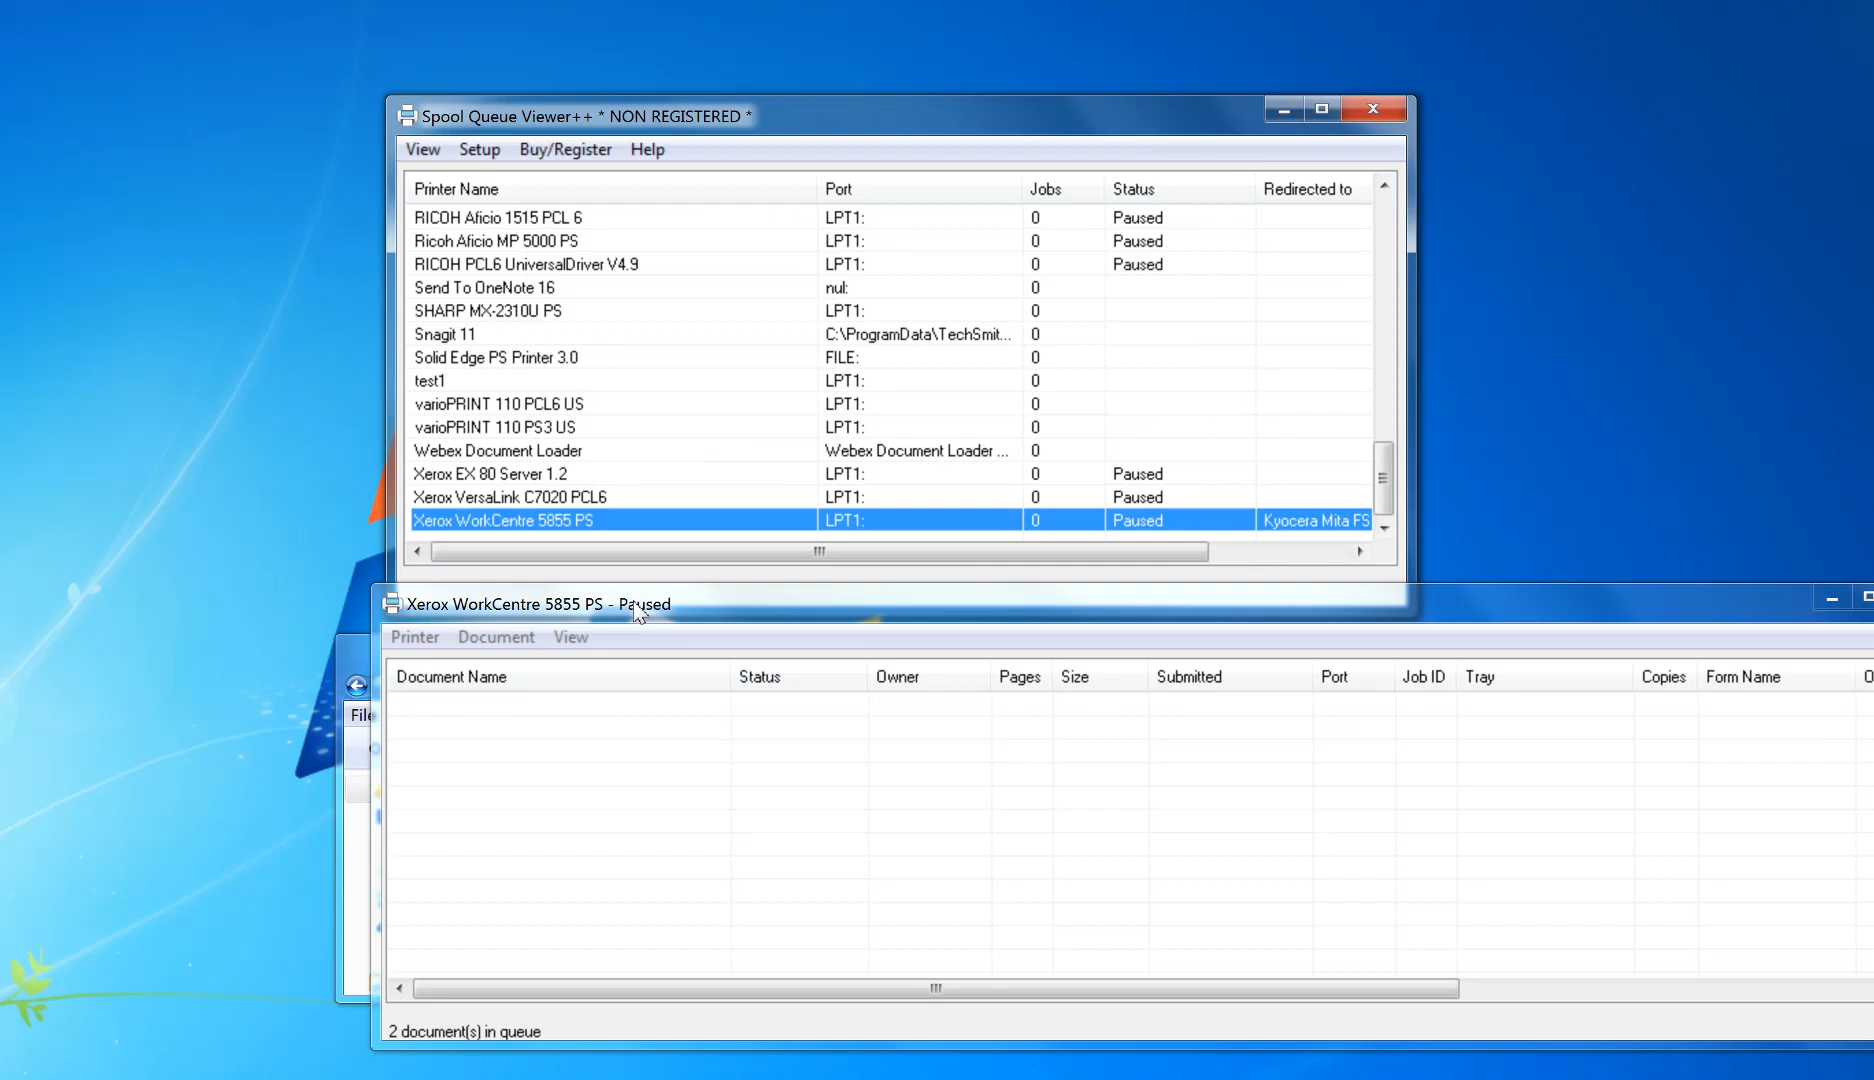 Spool Queue Viewer++ * NON REGISTERED *
View Setup Buy/Register Help
Printer Name Port Jobs Status Redirected to
RICOH Aficio 1515 PCL 6 LPT1: 0 Paused
Ricoh Aficio MP 5000 PS LPT1: 0 Paused
RICOH PCL6 UniversalDriver V4.9 LPT1: 0 Paused
Send To OneNote 16 nul: 0
SHARP MX-2310U PS LPT1: 0
Snagit 11 C:\ProgramData\TechSmit... 0
Solid Edge PS Printer 3.0 FILE: 0
test1 LPT1: 0
varioPRINT 110 PCL6 US LPT1: 0
varioPRINT 110 PS3 US LPT1: 0
Webex Document Loader Webex Document Loader ... 0
Xerox EX 80 Server 1.2 LPT1: 0 Paused
Xerox VersaLink C7020 PCL6 LPT1: 0 Paused
Xerox WorkCentre 5855 PS LPT1: 0 Paused Kyocera Mita FS
Xerox WorkCentre 5855 PS - Paused
Printer Document View
Document Name Status Owner Pages Size Submitted Port Job ID Tray Copies Form Name
File
2 document(s) in queue